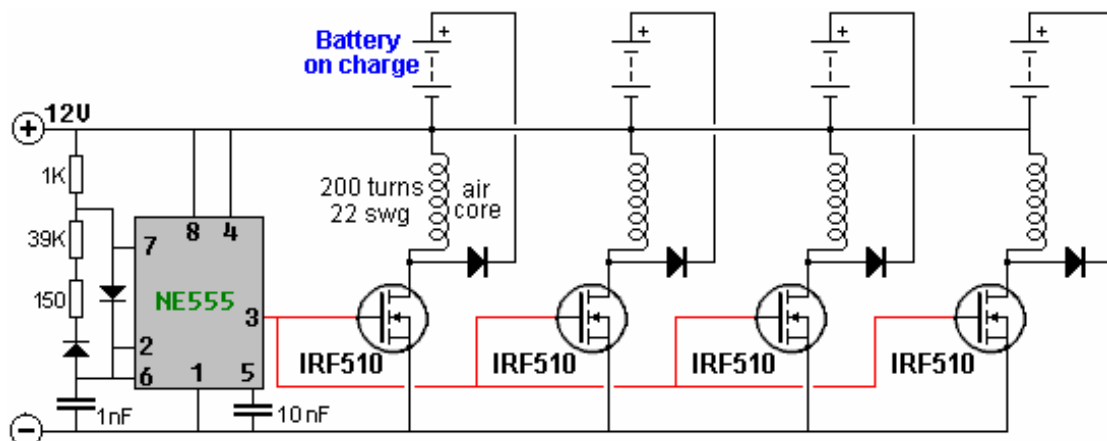 Battery
on charge
+
+
+
+
+ 12V
1K
39K
150
8 4
7
NE555
3
2
6
1 5
1nF
10nF
200 turns
22 swg
air
core
IRF510
IRF510
IRF510
IRF510
−